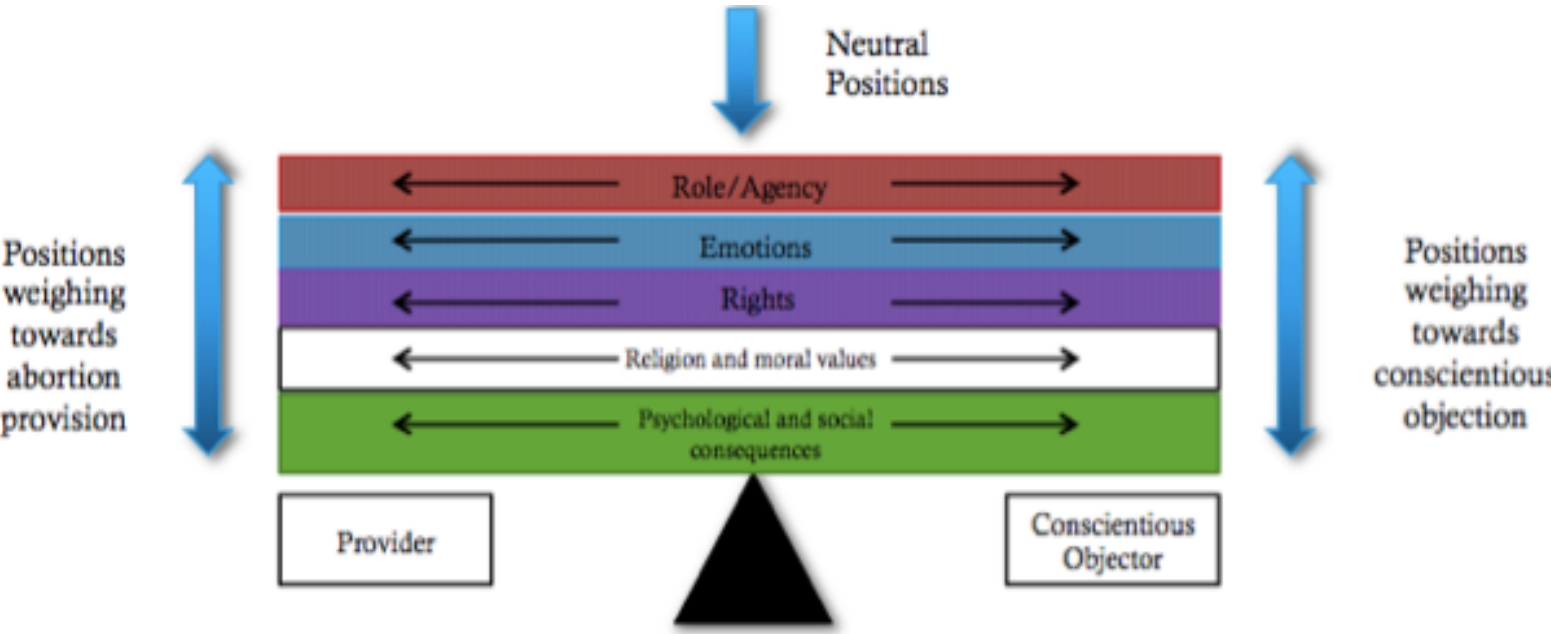 Neutral
Positions
Role/Agency
Emotions
Rights
Religion and moral values
Psychological and social
consequences
Positions
weighing
towards
abortion
provision
Positions
weighing
towards
conscientious
objection
Provider
Conscientious
Objector